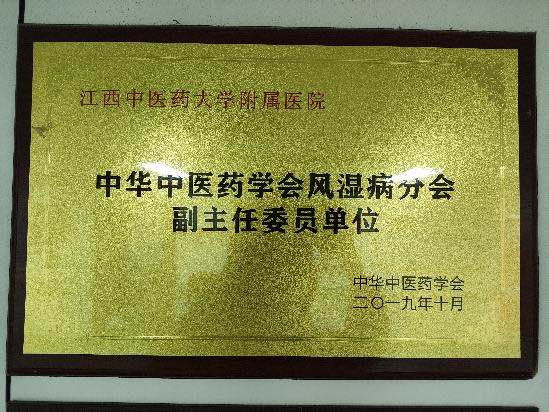 江西中医药大学附属医院
中华中医药学会风湿病分会
副主任委员单位
中华中医药学会
二〇一九年十月